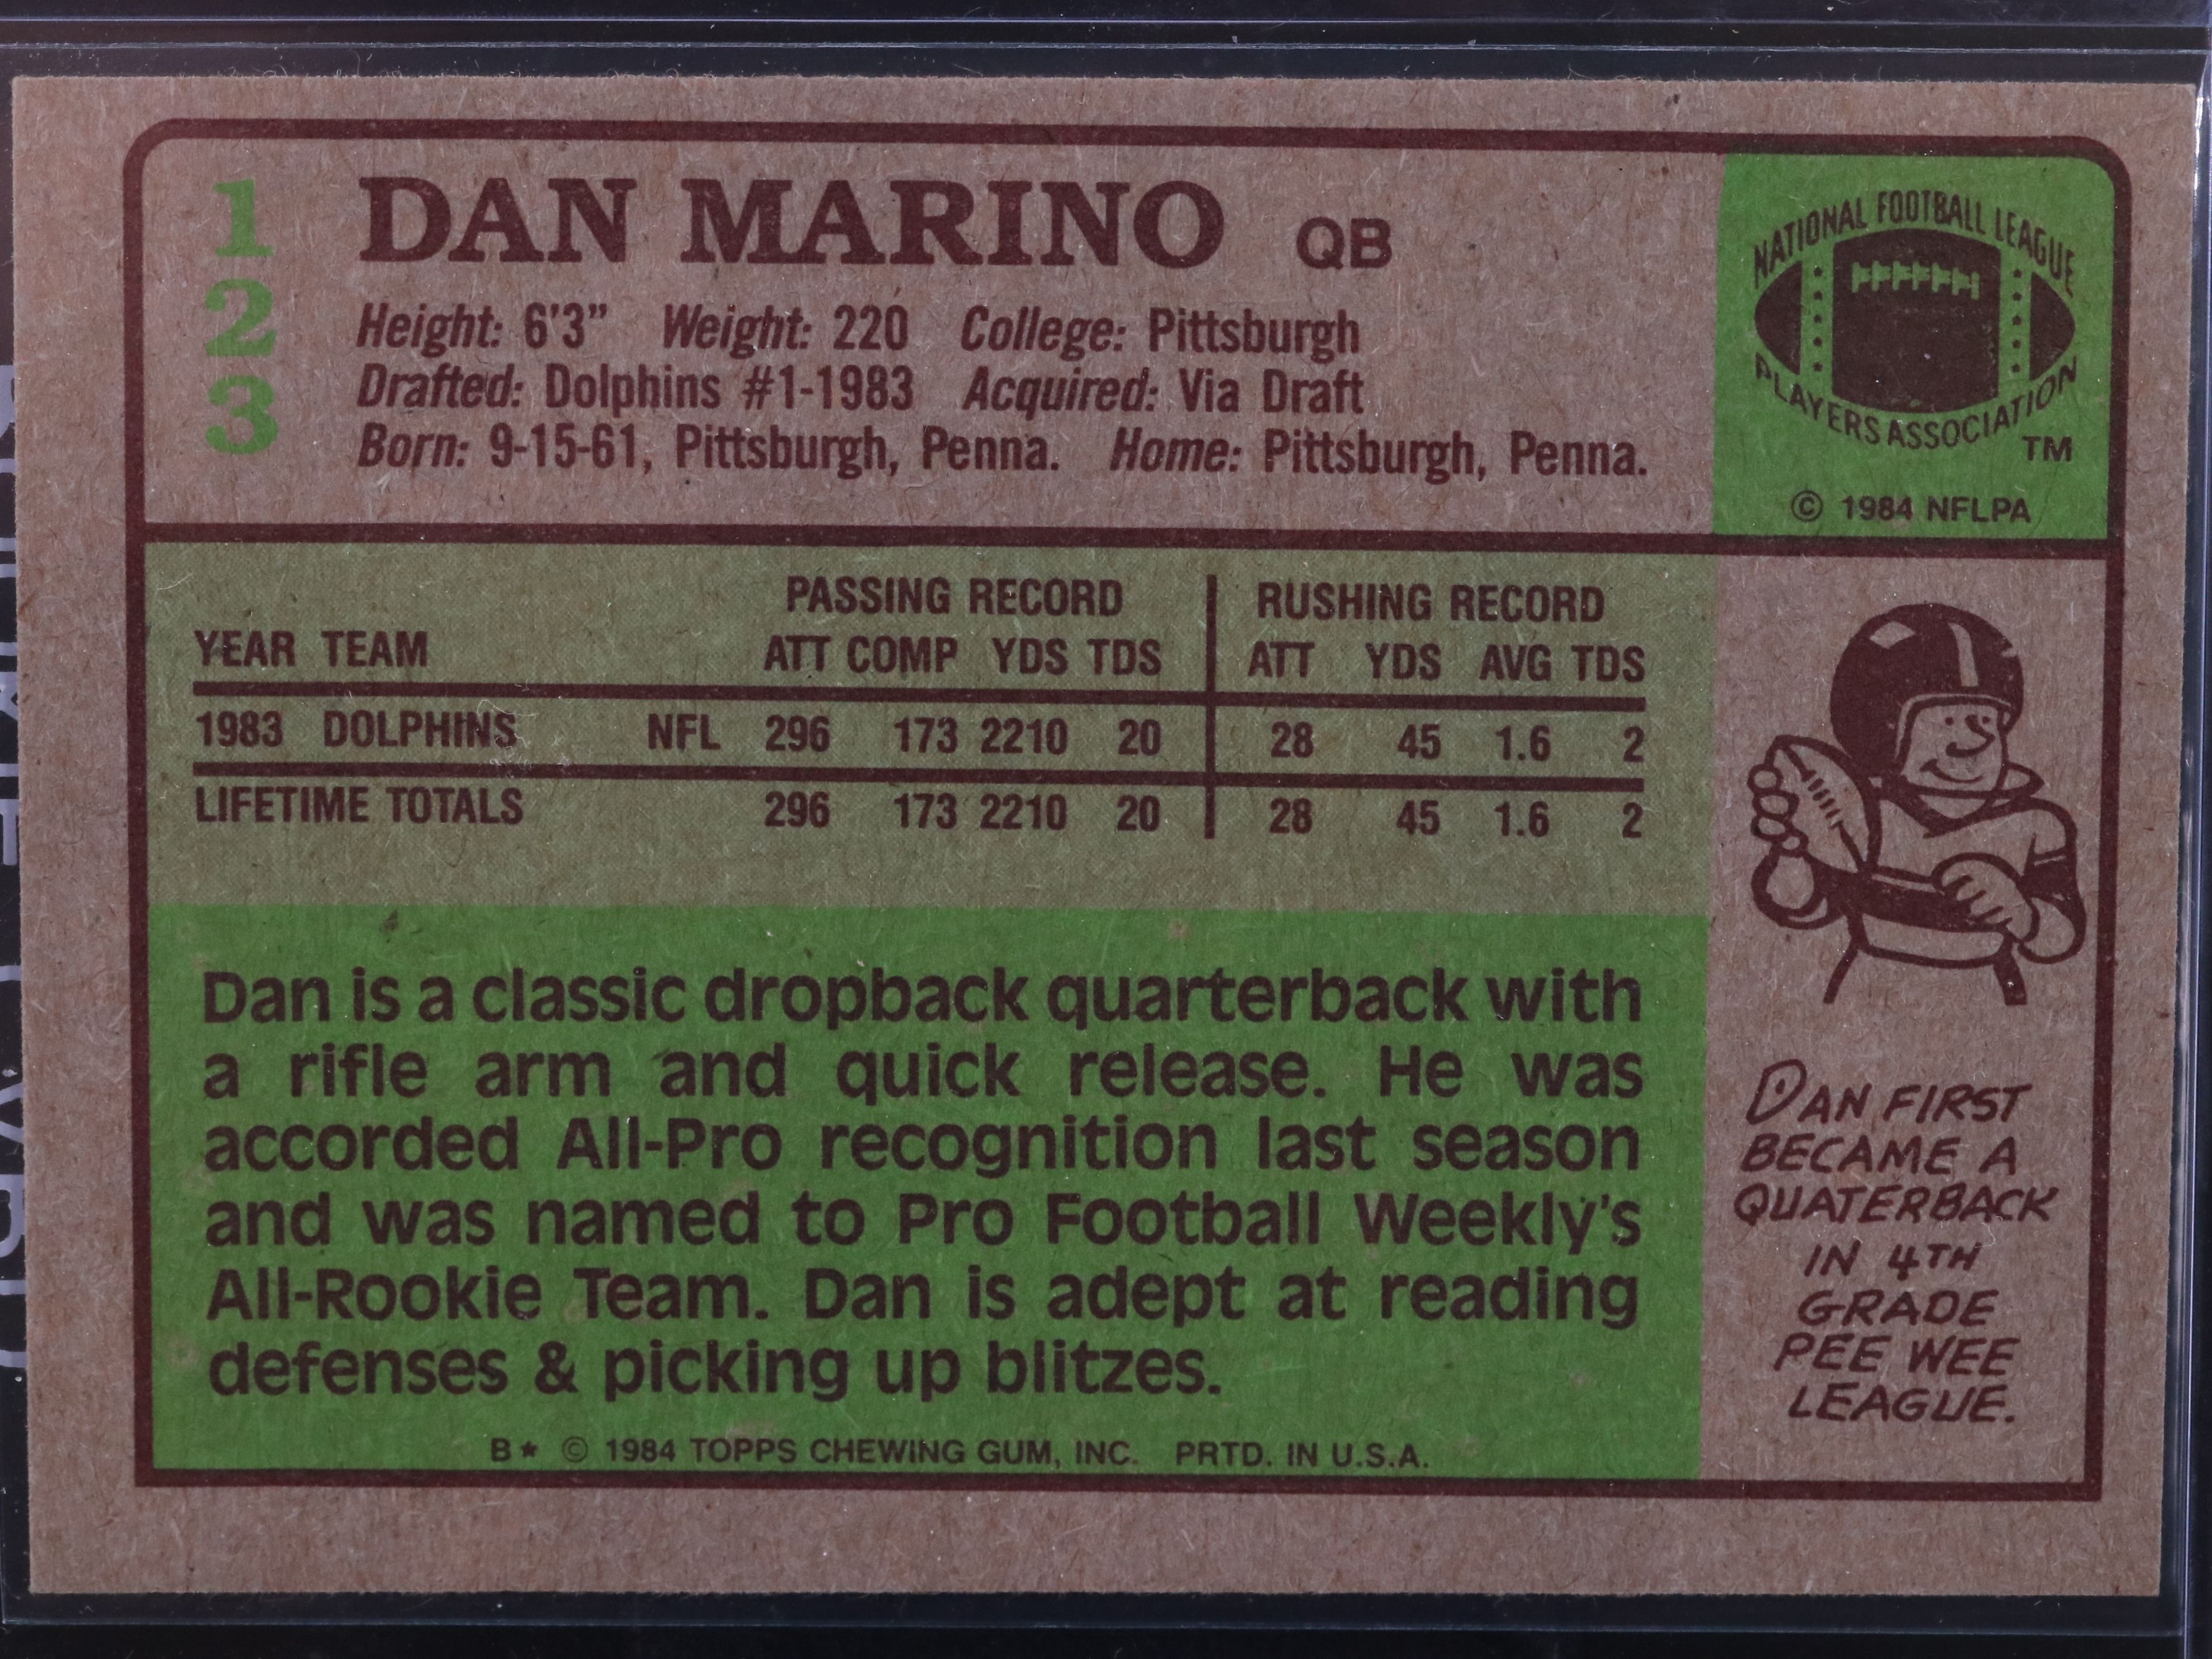 1
2
3
DAN MARINO QB
Height: 6'3" Weight: 220 College: Pittsburgh
Drafted: Dolphins #1-1983 Acquired: Via Draft
Born: 9-15-61, Pittsburgh, Penna. Home: Pittsburgh, Penna.
NATIONAL FOOTBALL LEAGUE
PLAYERS ASSOCIATION
TM
© 1984 NFLPA
PASSING RECORD RUSHING RECORD
YEAR TEAM ATT COMP YDS TDS ATT YDS AVG TDS
1983 DOLPHINS NFL 296 173 2210 20 28 45 1.6 2
LIFETIME TOTALS 296 173 2210 20 28 45 1.6 2
Dan is a classic dropback quarterback with
a rifle arm and quick release. He was
accorded All-Pro recognition last season
and was named to Pro Football Weekly's
All-Rookie Team. Dan is adept at reading
defenses & picking up blitzes.
B* © 1984 TOPPS CHEWING GUM, INC. PRTD. IN U.S.A.
DAN FIRST
BECAME A
QUATERBACK
IN 4TH
GRADE
PEE WEE
LEAGUE.